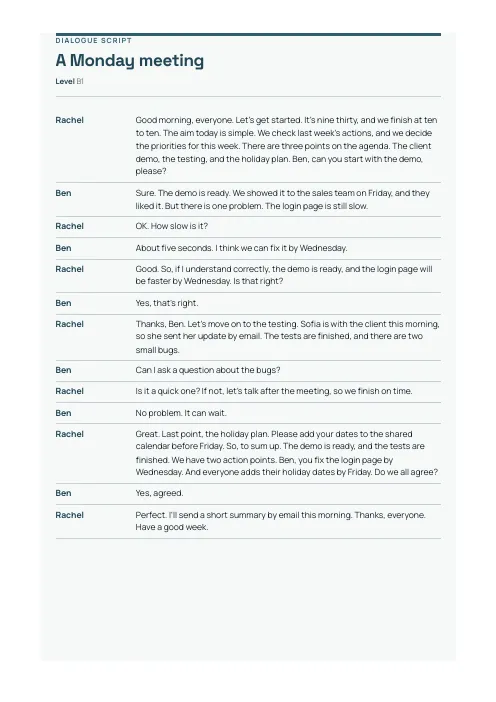 DIALOGUE SCRIPT
A Monday meeting
Level B1
Rachel Good morning, everyone. Let's get started. It's nine thirty, and we finish at ten
to ten. The aim today is simple. We check last week's actions, and we decide
the priorities for this week. There are three points on the agenda. The client
demo, the testing, and the holiday plan. Ben, can you start with the demo,
please?
Ben Sure. The demo is ready. We showed it to the sales team on Friday, and they
liked it. But there is one problem. The login page is still slow.
Rachel OK. How slow is it?
Ben About five seconds. I think we can fix it by Wednesday.
Rachel Good. So, if I understand correctly, the demo is ready, and the login page will
be faster by Wednesday. Is that right?
Ben Yes, that's right.
Rachel Thanks, Ben. Let's move on to the testing. Sofia is with the client this morning,
so she sent her update by email. The tests are finished, and there are two
small bugs.
Ben Can I ask a question about the bugs?
Rachel Is it a quick one? If not, let's talk after the meeting, so we finish on time.
Ben No problem. It can wait.
Rachel Great. Last point, the holiday plan. Please add your dates to the shared
calendar before Friday. So, to sum up. The demo is ready, and the tests are
finished. We have two action points. Ben, you fix the login page by
Wednesday. And everyone adds their holiday dates by Friday. Do we all agree?
Ben Yes, agreed.
Rachel Perfect. I'll send a short summary by email this morning. Thanks, everyone.
Have a good week.